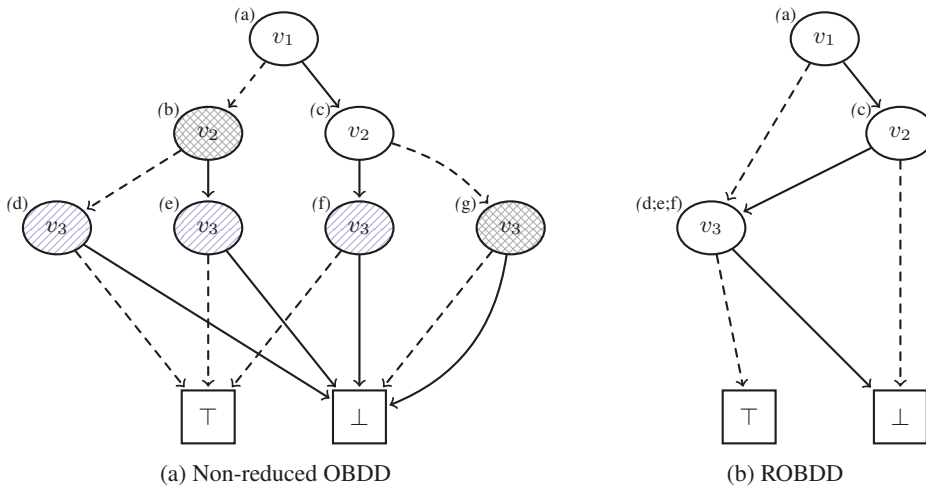 (a) v1 (a) v1
(b) v2 (c) v2 (c) v2
(d) v3 (e) v3 (f) v3 (g) v3 (d;e;f) v3
⊤ ⊥ ⊤ ⊥
(a) Non-reduced OBDD (b) ROBDD